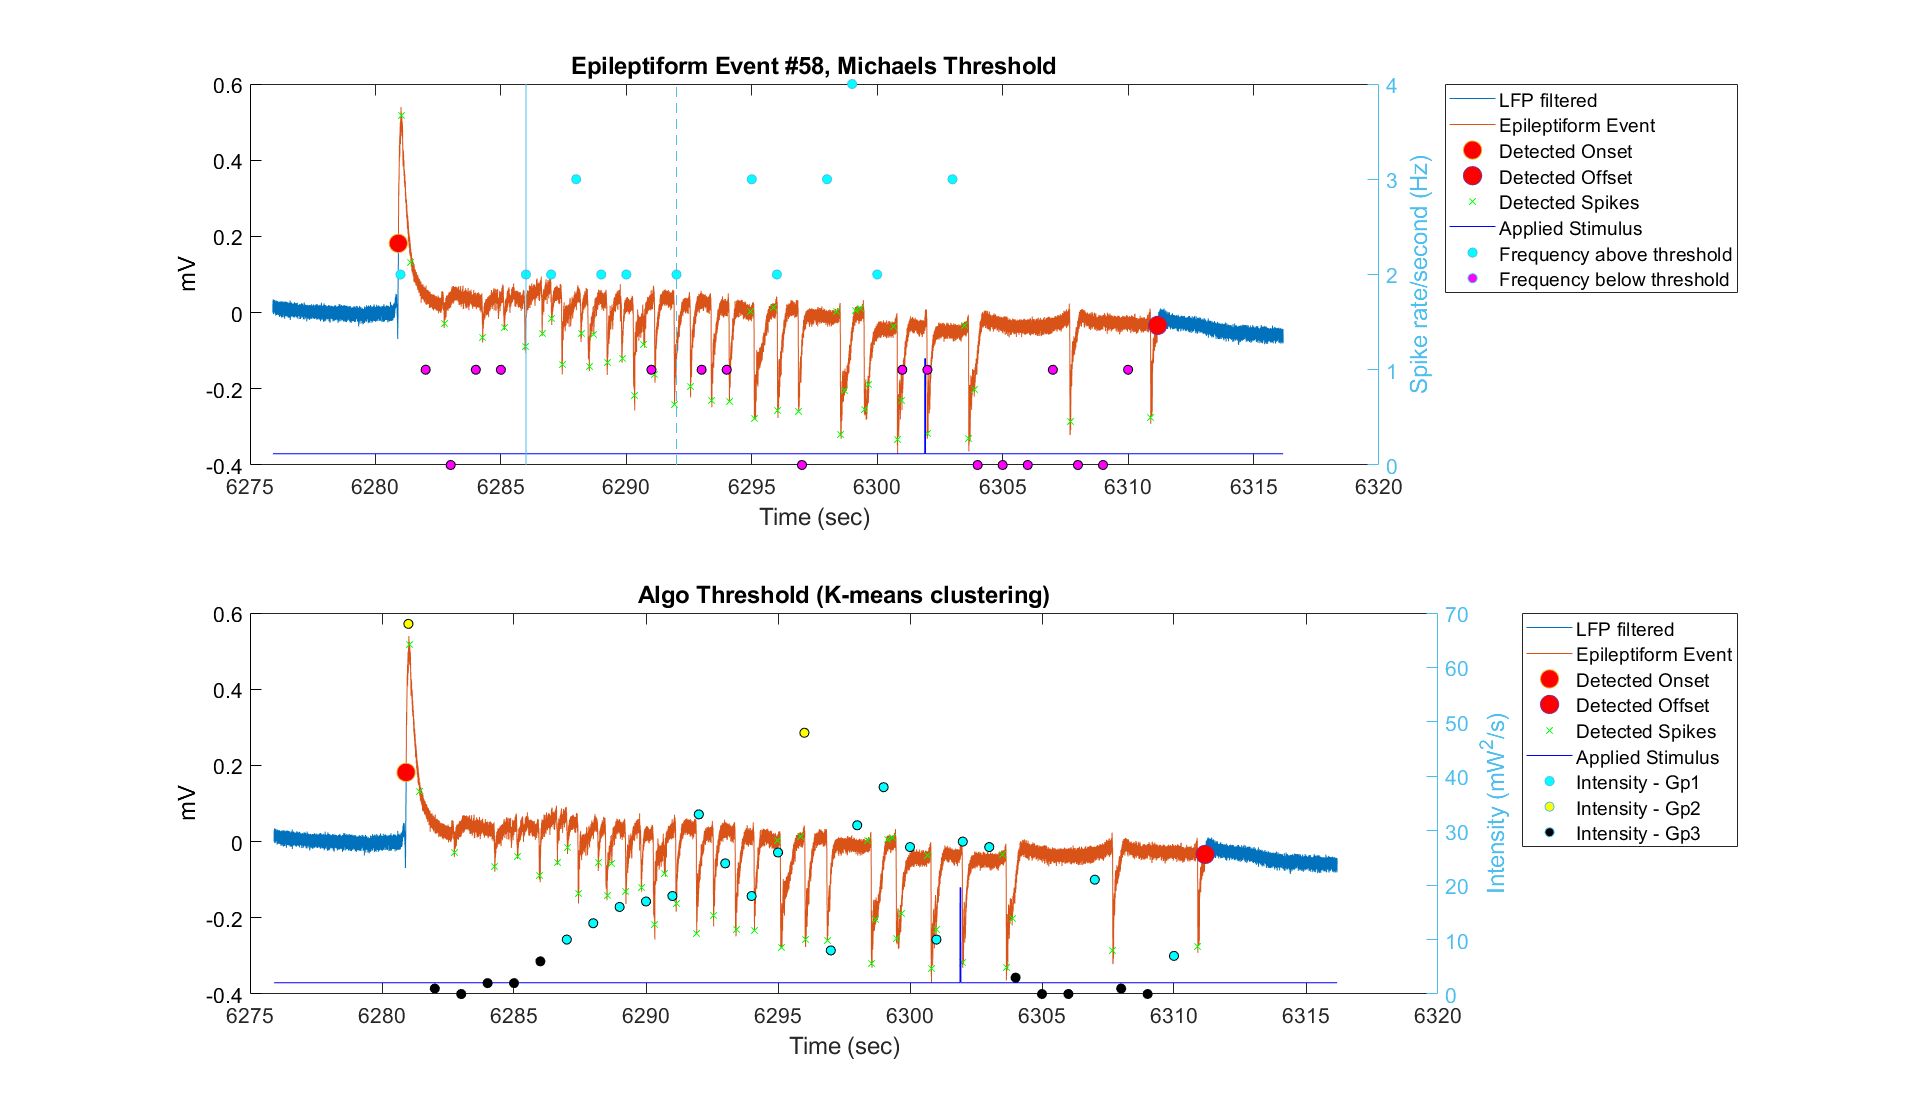 Epileptiform Event #58, Michaels Threshold
0.6
0.4
0.2
0
-0.2
-0.4
mV
6275
6280
6285
6290
6295
6300
6305
6310
6315
6320
Time (sec)
4
3
2
1
0
Spike rate/second (Hz)
LFP filtered
Epileptiform Event
Detected Onset
Detected Offset
Detected Spikes
Applied Stimulus
Frequency above threshold
Frequency below threshold
Algo Threshold (K-means clustering)
0.6
0.4
0.2
0
-0.2
-0.4
mV
6275
6280
6285
6290
6295
6300
6305
6310
6315
6320
Time (sec)
70
60
50
40
30
20
10
0
Intensity (mW²/s)
LFP filtered
Epileptiform Event
Detected Onset
Detected Offset
Detected Spikes
Applied Stimulus
Intensity - Gp1
Intensity - Gp2
Intensity - Gp3